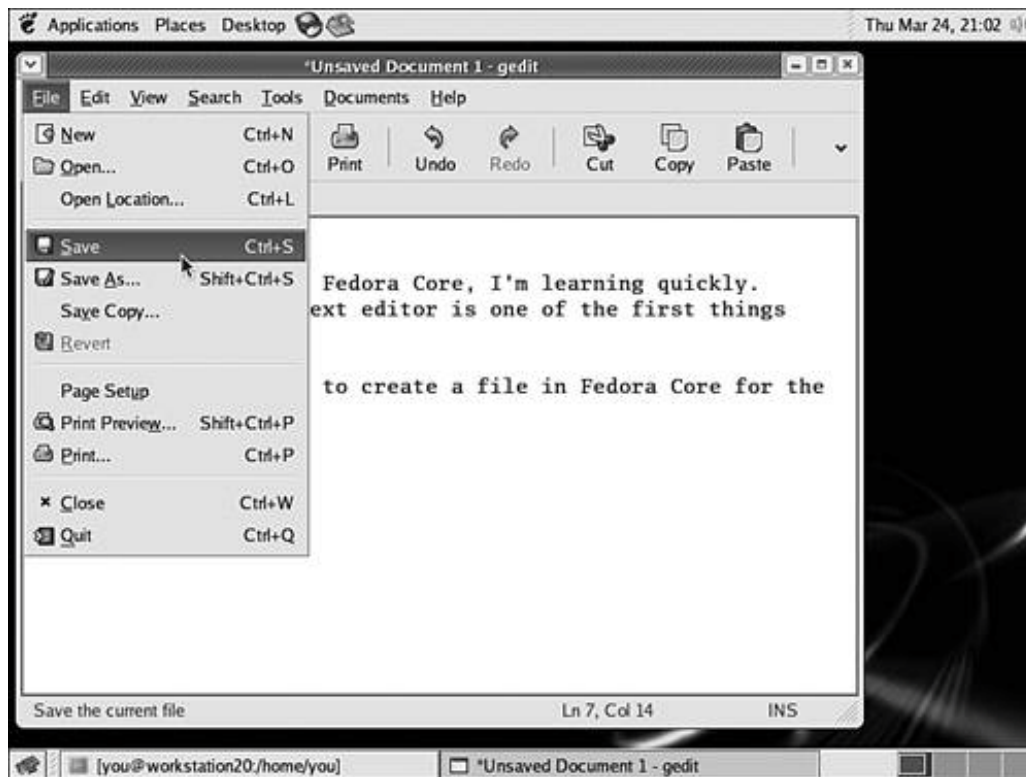 Applications Places Desktop Thu Mar 24, 21:02
*Unsaved Document 1 - gedit
File Edit View Search Tools Documents Help
New Ctrl+N
Open... Ctrl+O
Open Location... Ctrl+L
Save Ctrl+S
Save As... Shift+Ctrl+S
Save Copy...
Revert
Page Setup
Print Preview... Shift+Ctrl+P
Print... Ctrl+P
Close Ctrl+W
Quit Ctrl+Q
Print Undo Redo Cut Copy Paste
Fedora Core, I'm learning quickly.
ext editor is one of the first things
to create a file in Fedora Core for the
Save the current file Ln 7, Col 14 INS
[you@workstation20:/home/you] *Unsaved Document 1 - gedit